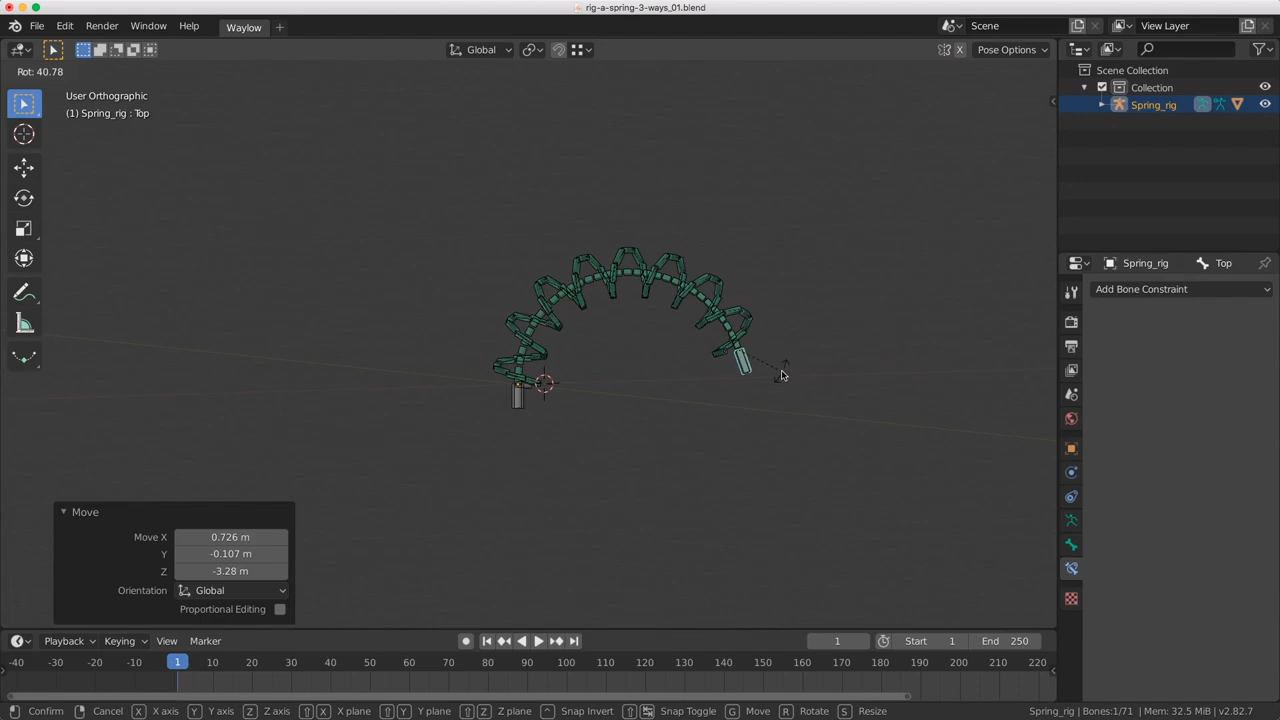 rig-a-spring-3-ways_01.blend
File Edit Render Window Help Waylow + Scene View Layer
Global X Pose Options
Rot: 40.78
User Orthographic
(1) Spring_rig : Top
Scene Collection
Collection
Spring_rig
Spring_rig Top
Add Bone Constraint
Move
Move X 0.726 m
Y -0.107 m
Z -3.28 m
Orientation Global
Proportional Editing
Playback Keying View Marker 1 Start 1 End 250
-40 -30 -20 -10 1 10 20 30 40 50 60 70 80 90 100 110 120 130 140 150 160 170 180 190 200 210 220
Confirm Cancel X X axis Y Y axis Z Z axis X X plane Y Y plane Z Z plane ^ Snap Invert Snap Toggle G Move R Rotate S Resize Spring_rig | Bones:1/71 | Mem: 32.5 MiB | v2.82.7